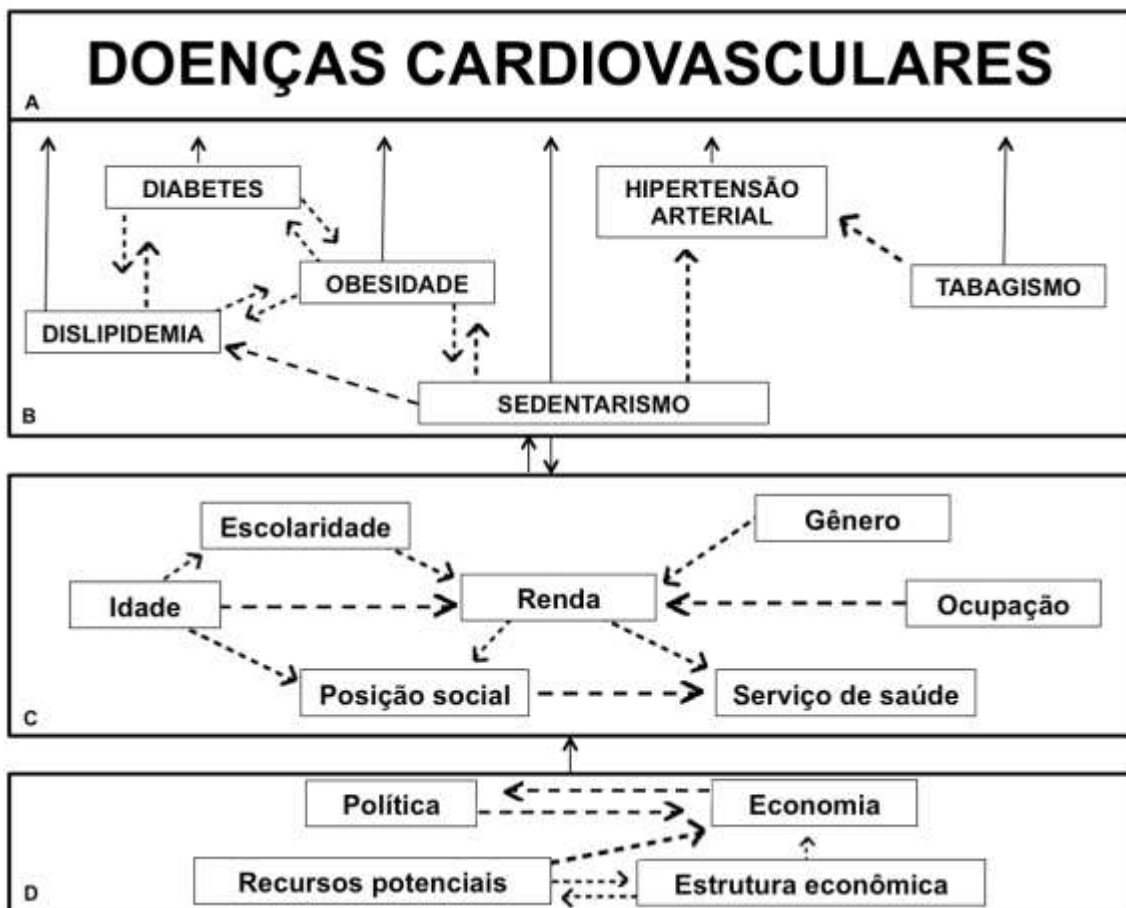 DOENÇAS CARDIOVASCULARES
A
DIABETES
HIPERTENSÃO
ARTERIAL
OBESIDADE
TABAGISMO
DISLIPIDEMIA
SEDENTARISMO
B
Escolaridade
Gênero
Idade
Renda
Ocupação
Posição social
Serviço de saúde
C
Política
Economia
Recursos potenciais
Estrutura econômica
D